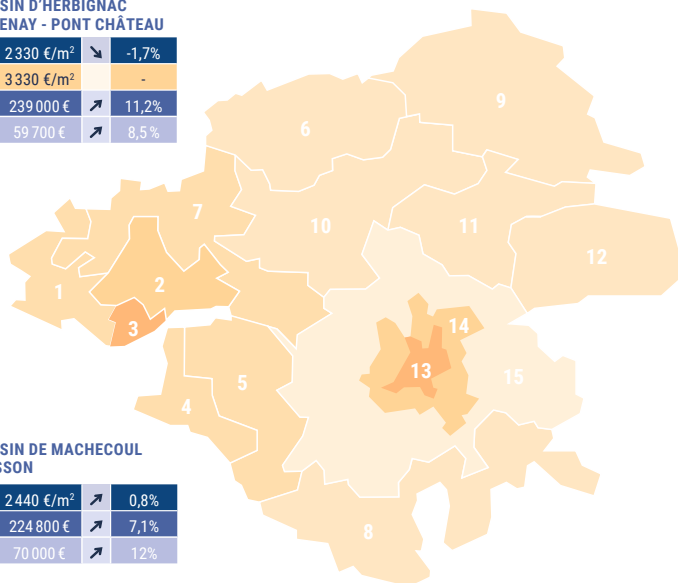 SIN D'HERBIGNAC
ENAY - PONT CHÂTEAU
2 330 €/m² ↘ -1,7%
3 330 €/m² -
239 000 € ↗ 11,2%
59 700 € ↗ 8,5%
9
6
7
10
11
12
1
2
3
14
13
15
5
4
8
SIN DE MACHECOUL
SSON
2 440 €/m² ↗ 0,8%
224 800 € ↗ 7,1%
70 000 € ↗ 12%